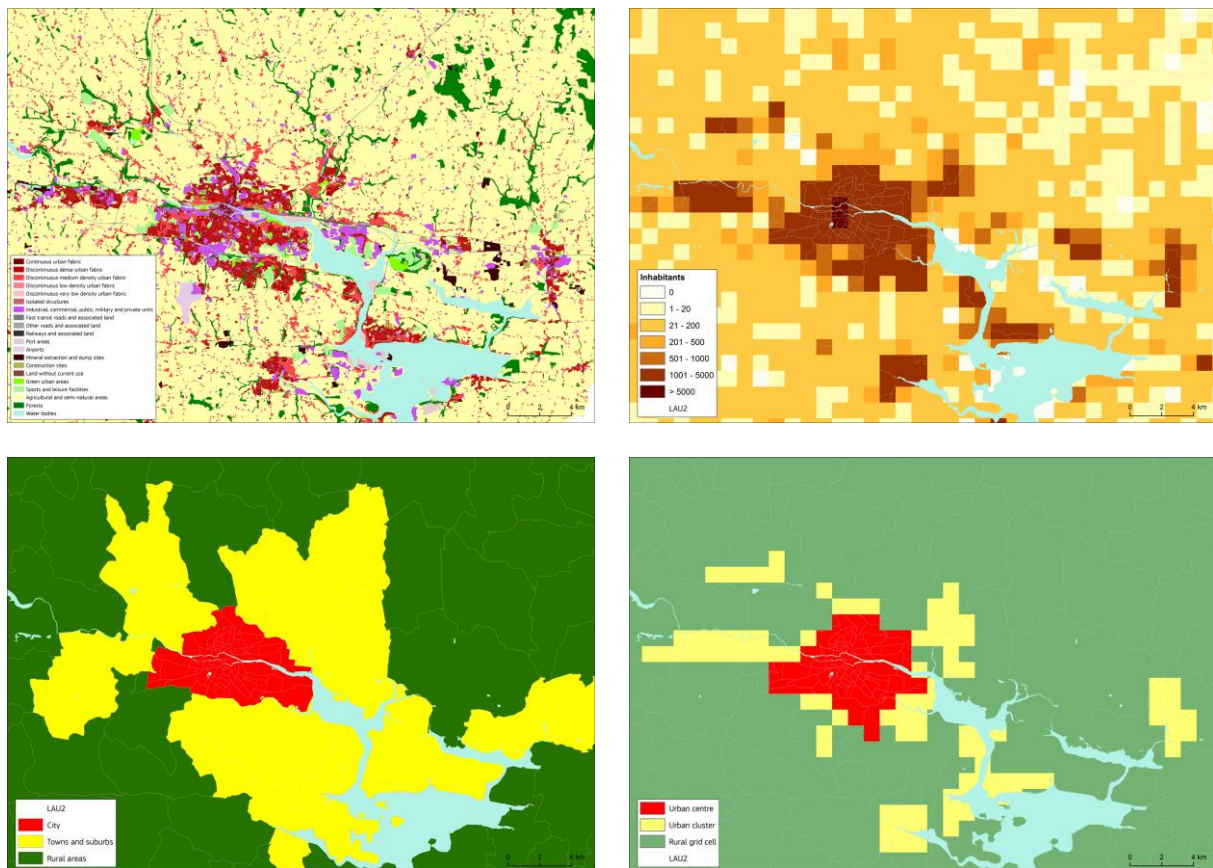 Continuous urban fabric
Discontinuous dense urban fabric
Discontinuous medium density urban fabric
Discontinuous low density urban fabric
Discontinuous very low density urban fabric
Isolated structures
Industrial, commercial, public, military and private units
Fast transit roads and associated land
Other roads and associated land
Railways and associated land
Port areas
Airports
Mineral extraction and dump sites
Construction sites
Land without current use
Green urban areas
Sports and leisure facilities
Agricultural and semi-natural areas
Forests
Water bodies
0 2 4 km
Inhabitants
0
1 - 20
21 - 200
201 - 500
501 - 1000
1001 - 5000
> 5000
LAU2
0 2 4 km
LAU2
City
Towns and suburbs
Rural areas
0 2 4 km
Urban centre
Urban cluster
Rural grid cell
LAU2
0 2 4 km